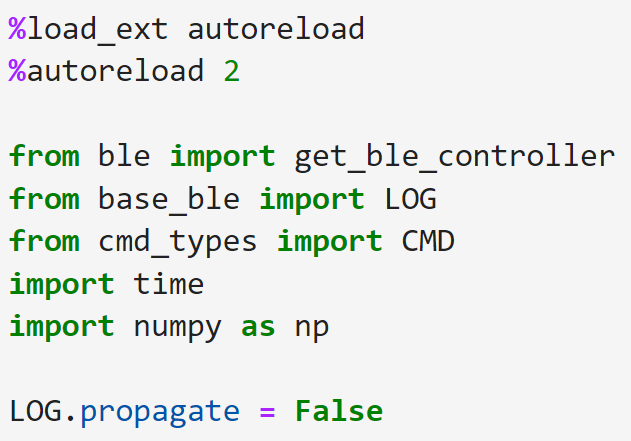 %load_ext autoreload
%autoreload 2
from ble import get_ble_controller
from base_ble import LOG
from cmd_types import CMD
import time
import numpy as np
LOG.propagate = False